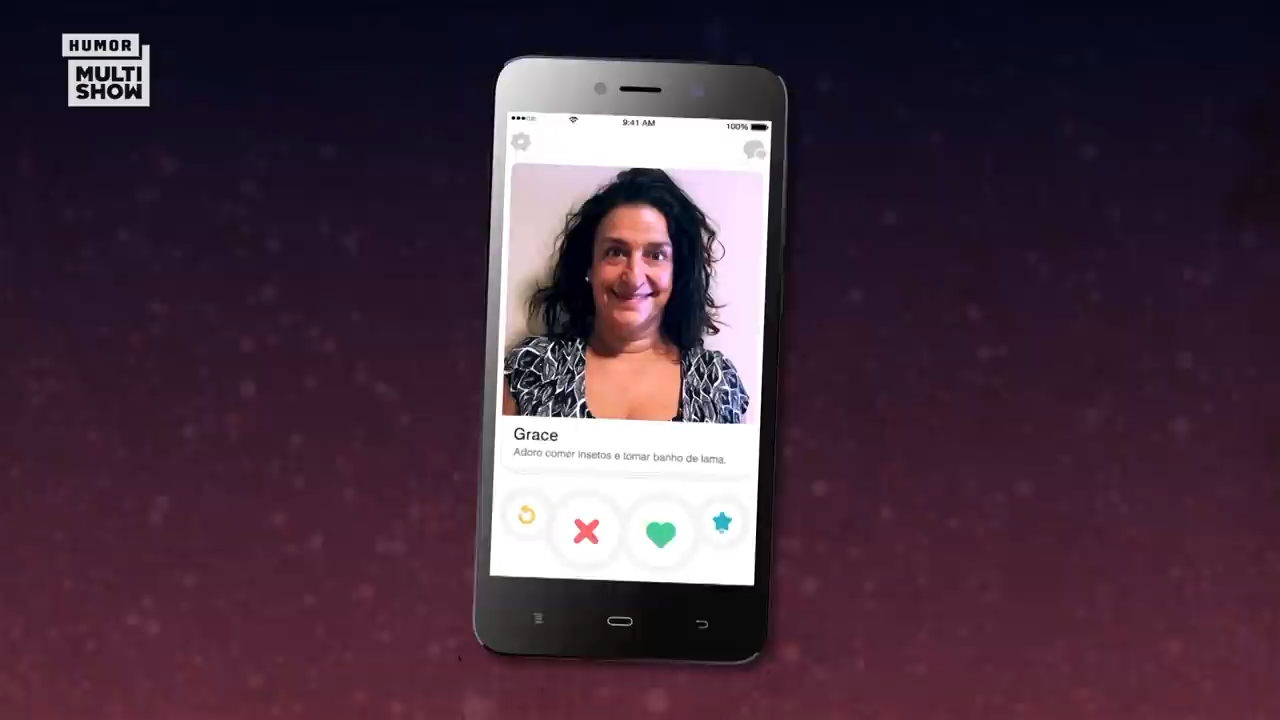 HUMOR
MULTI
SHOW
9:41 AM
100%
Grace
Adoro comer insetos e tomar banho de lama.